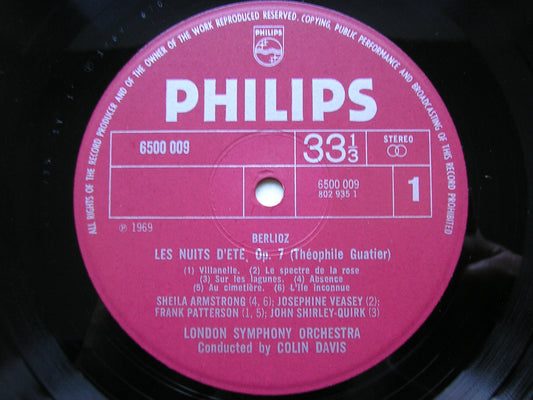 ALL RIGHTS OF THE RECORD PRODUCER AND OF THE OWNER OF THE WORK REPRODUCED RESERVED. COPYING, PUBLIC PERFORMANCE AND BROADCASTING OF THIS RECORD PROHIBITED
PHILIPS
PHILIPS
6500 009
33 1/3
STEREO
6500 009
802 935 1
1
℗ 1969
BERLIOZ
LES NUITS D'ETE, Op. 7 (Théophile Guatier)
(1) Villanelle. (2) Le spectre de la rose
(3) Sur les lagunes. (4) Absence
(5) Au cimetière. (6) L'Ile inconnue
SHEILA ARMSTRONG (4, 6); JOSEPHINE VEASEY (2);
FRANK PATTERSON (1, 5); JOHN SHIRLEY-QUIRK (3)
LONDON SYMPHONY ORCHESTRA
Conducted by COLIN DAVIS